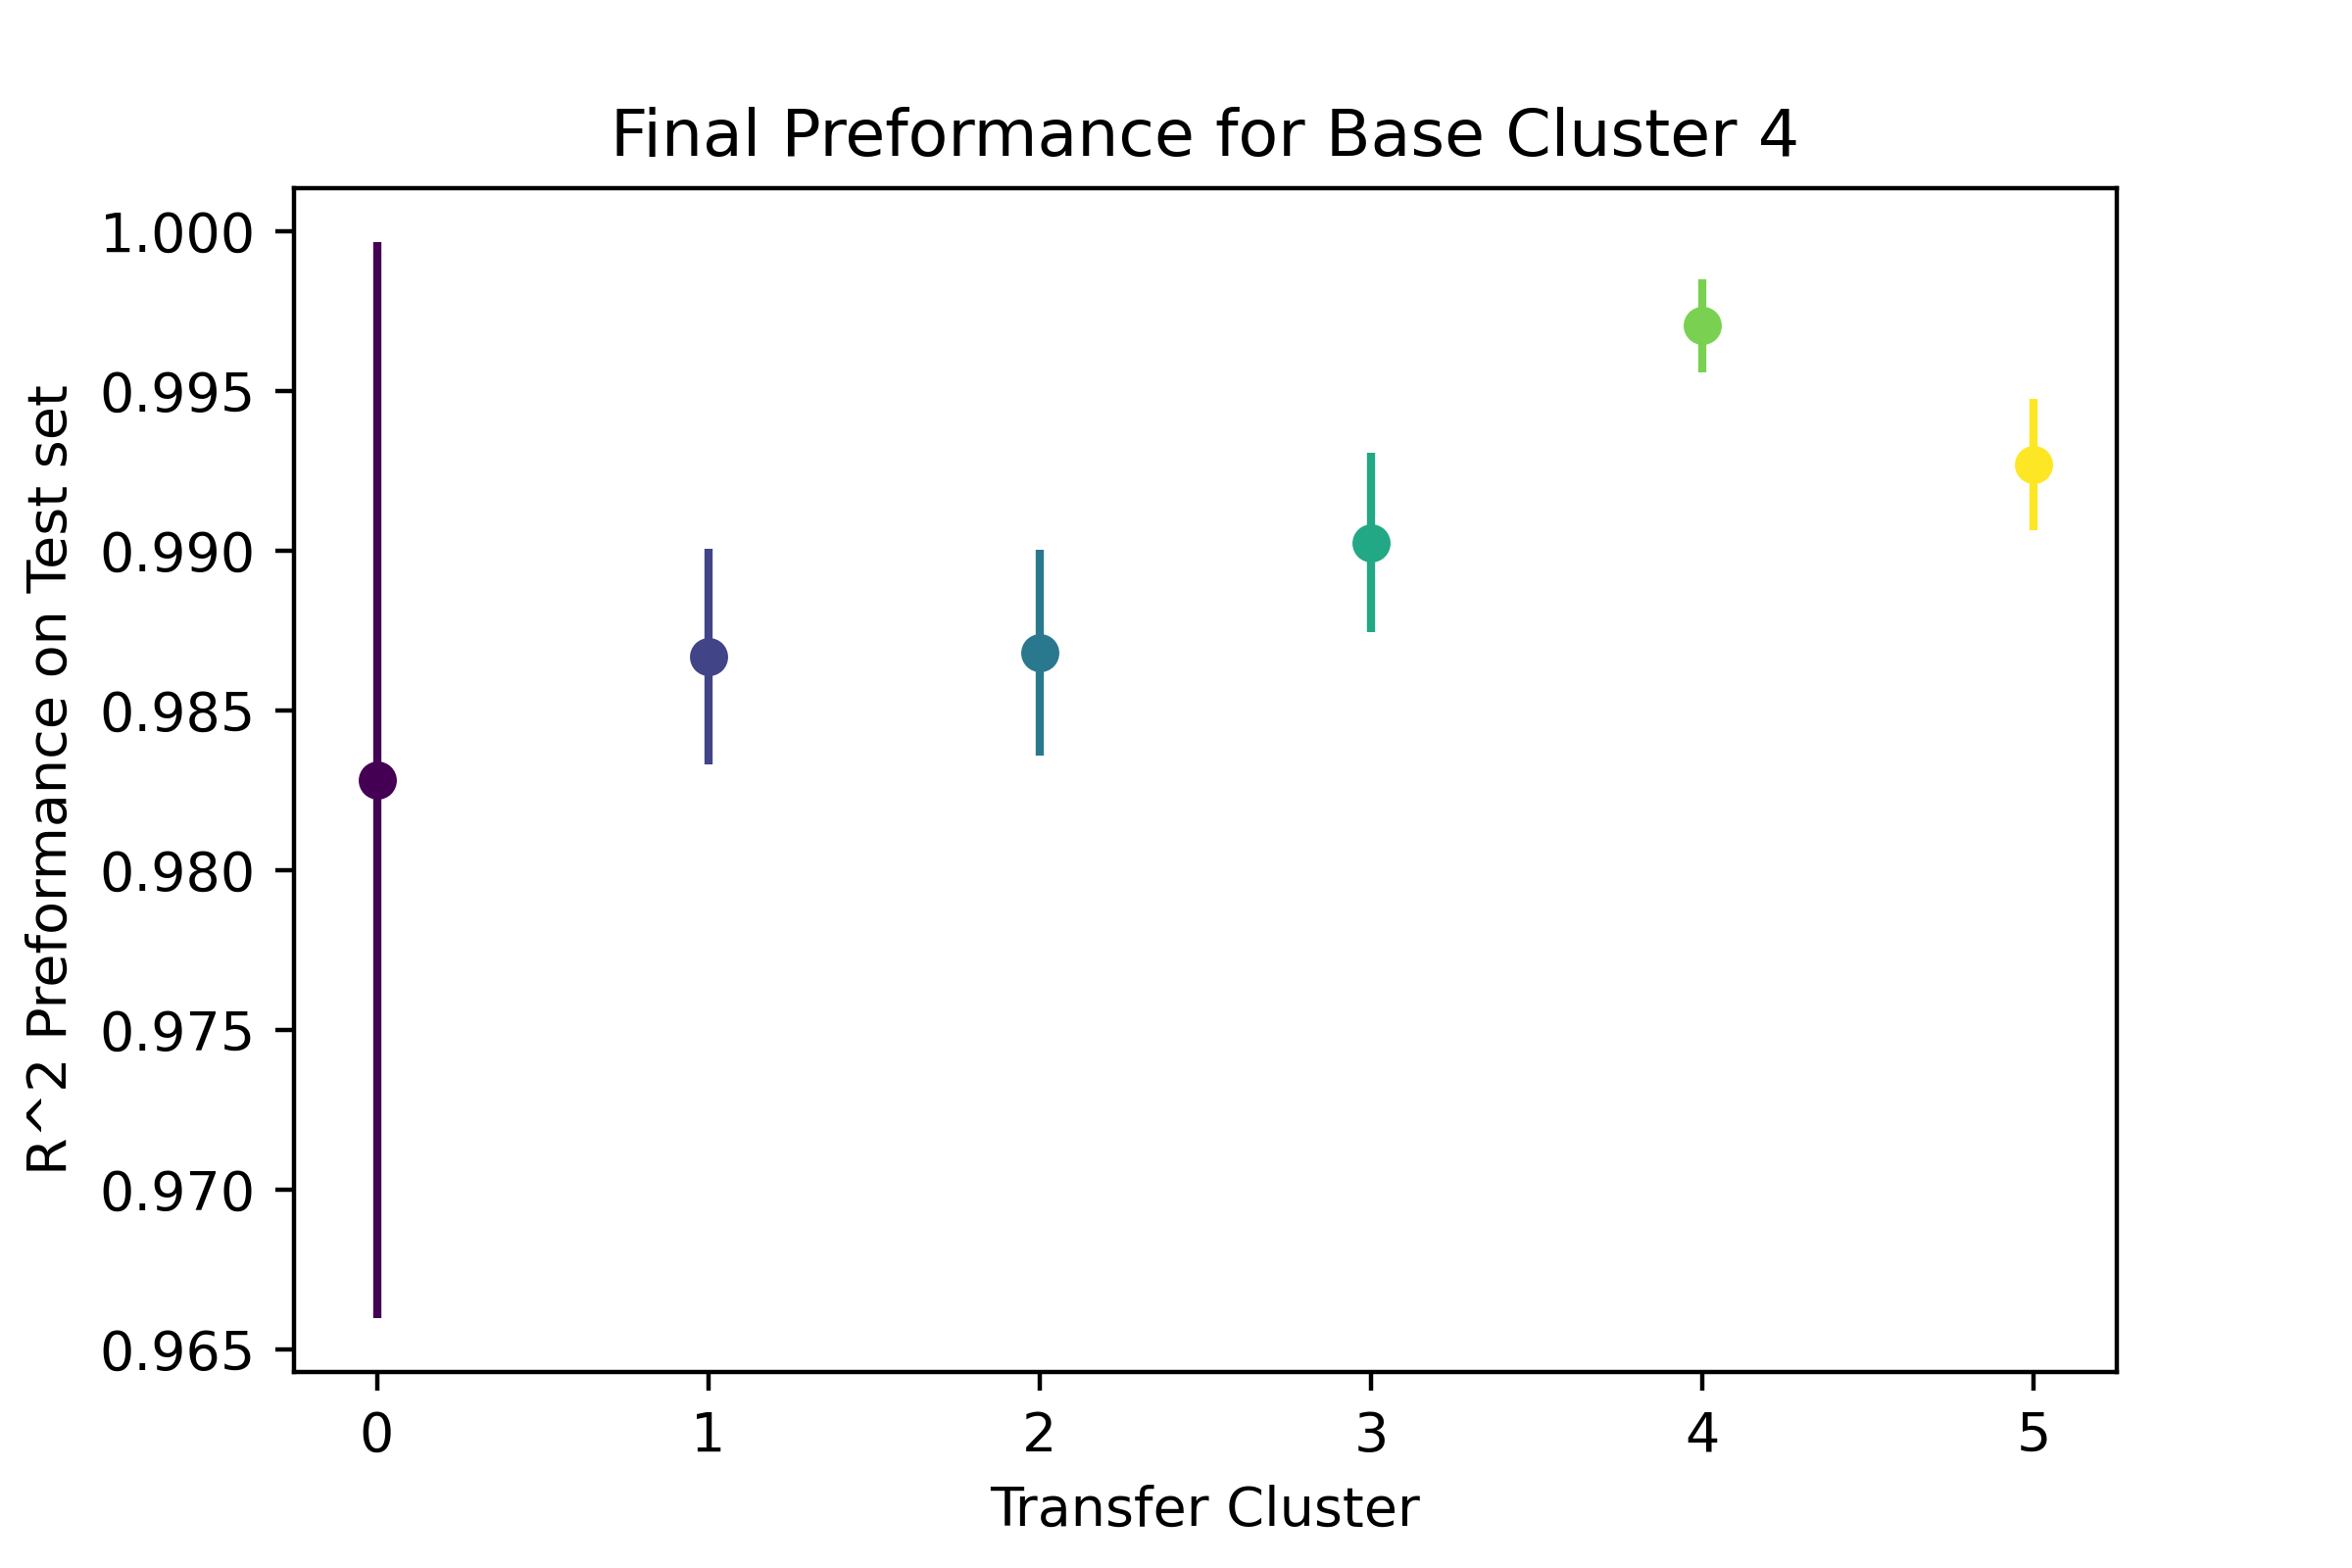 Final Preformance for Base Cluster 4
R^2 Preformance on Test set
1.000
0.995
0.990
0.985
0.980
0.975
0.970
0.965
0 1 2 3 4 5
Transfer Cluster